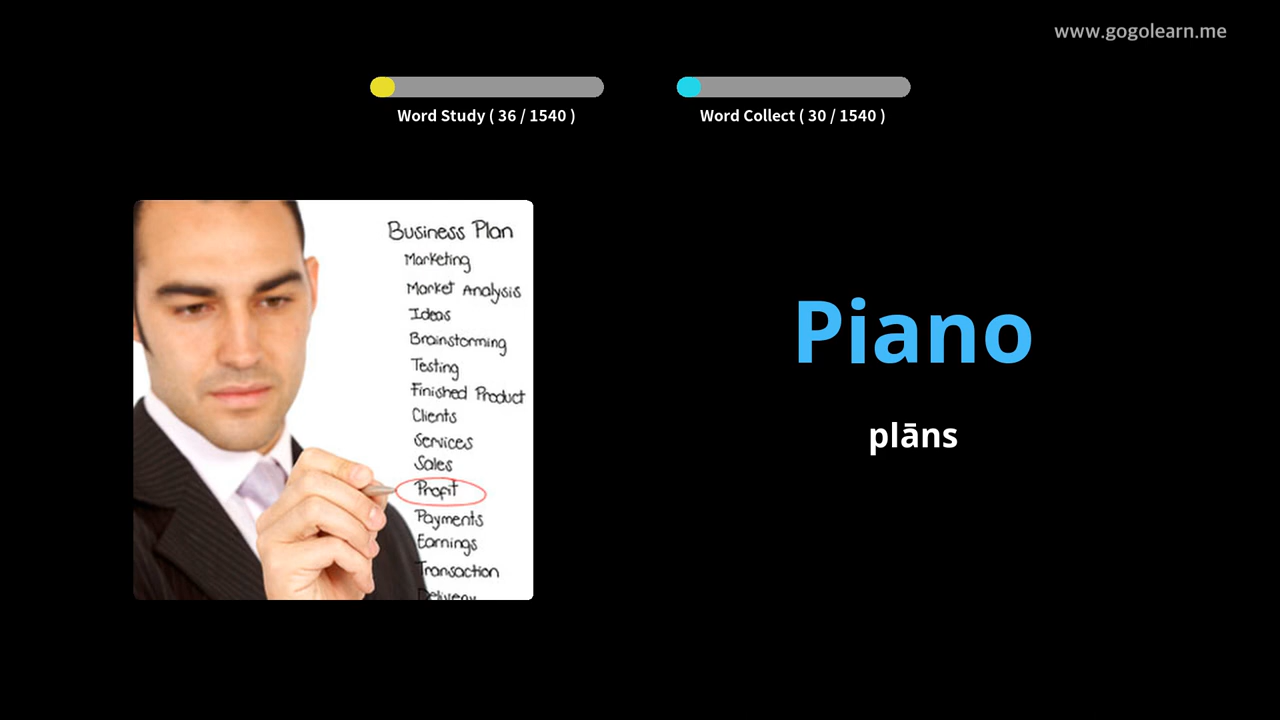 www.gogolearn.me
Word Study ( 36 / 1540 )
Word Collect ( 30 / 1540 )
Business Plan
Marketing
Market Analysis
Ideas
Brainstorming
Testing
Finished Product
Clients
Services
Sales
Profit
Payments
Earnings
Transaction
Delivery
Piano
plāns